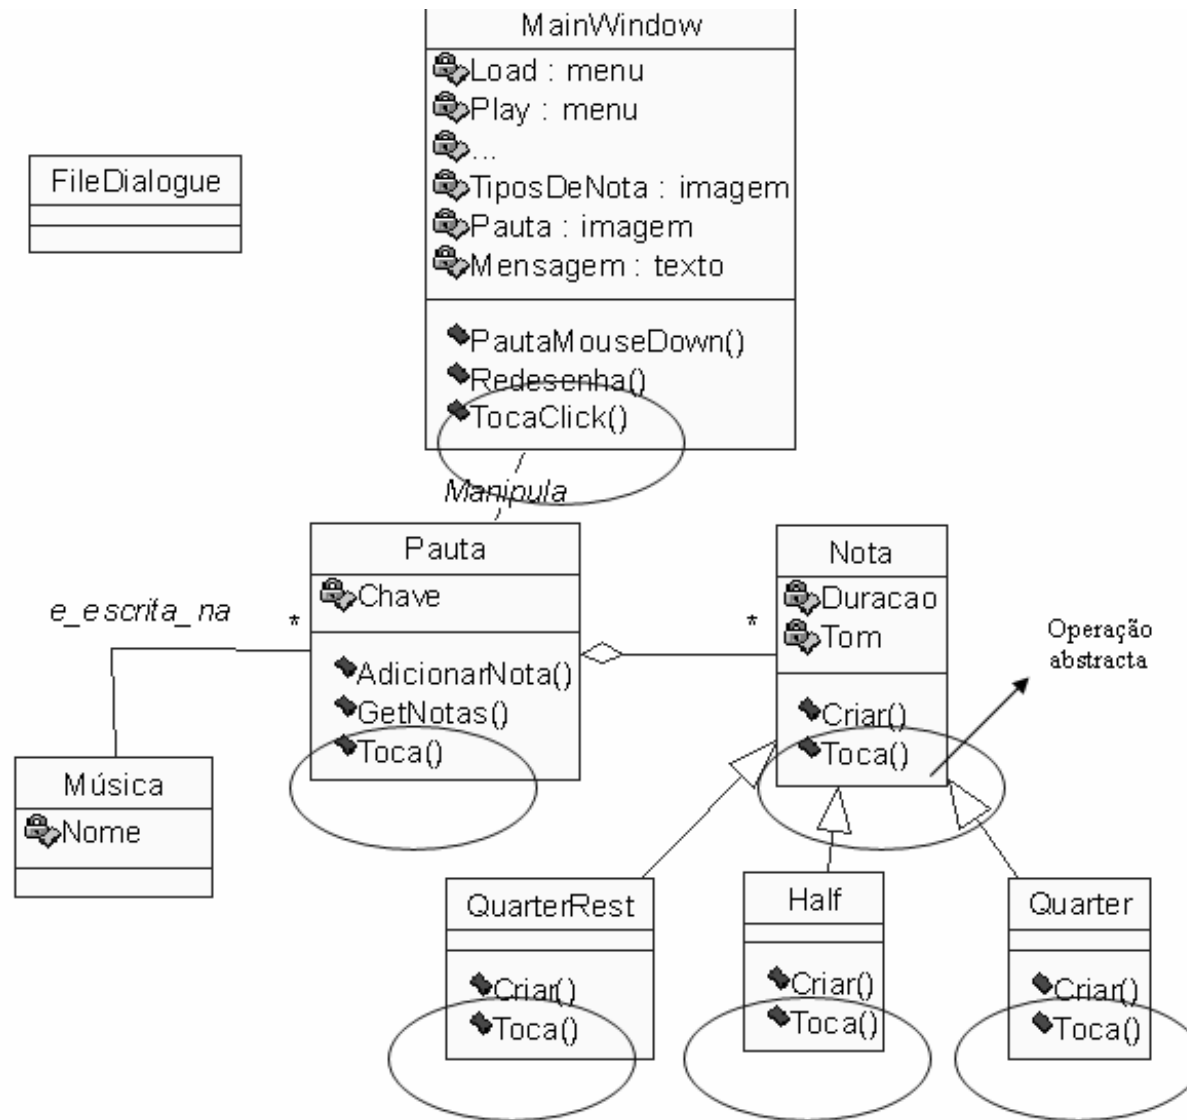 MainWindow
Load : menu
Play : menu
...
TiposDeNota : imagem
Pauta : imagem
Mensagem : texto
PautaMouseDown()
Redesenha()
TocaClick()
FileDialogue
Manipula
Pauta
Chave
AdicionarNota()
GetNotas()
Toca()
e_escrita_na
*
*
Nota
Duracao
Tom
Criar()
Toca()
Operação
abstracta
Música
Nome
QuarterRest
Criar()
Toca()
Half
Criar()
Toca()
Quarter
Criar()
Toca()